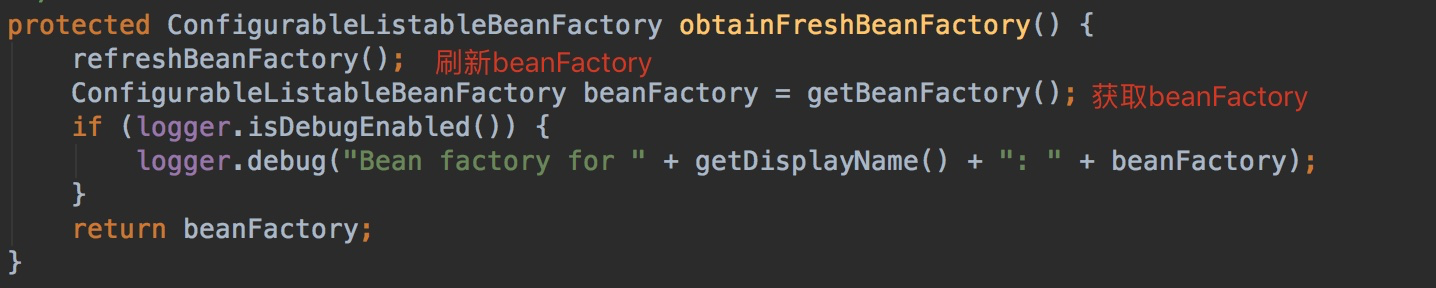 protected ConfigurableListableBeanFactory obtainFreshBeanFactory() {
refreshBeanFactory(); 刷新beanFactory
ConfigurableListableBeanFactory beanFactory = getBeanFactory(); 获取beanFactory
if (logger.isDebugEnabled()) {
logger.debug("Bean factory for " + getDisplayName() + ": " + beanFactory);
}
return beanFactory;
}